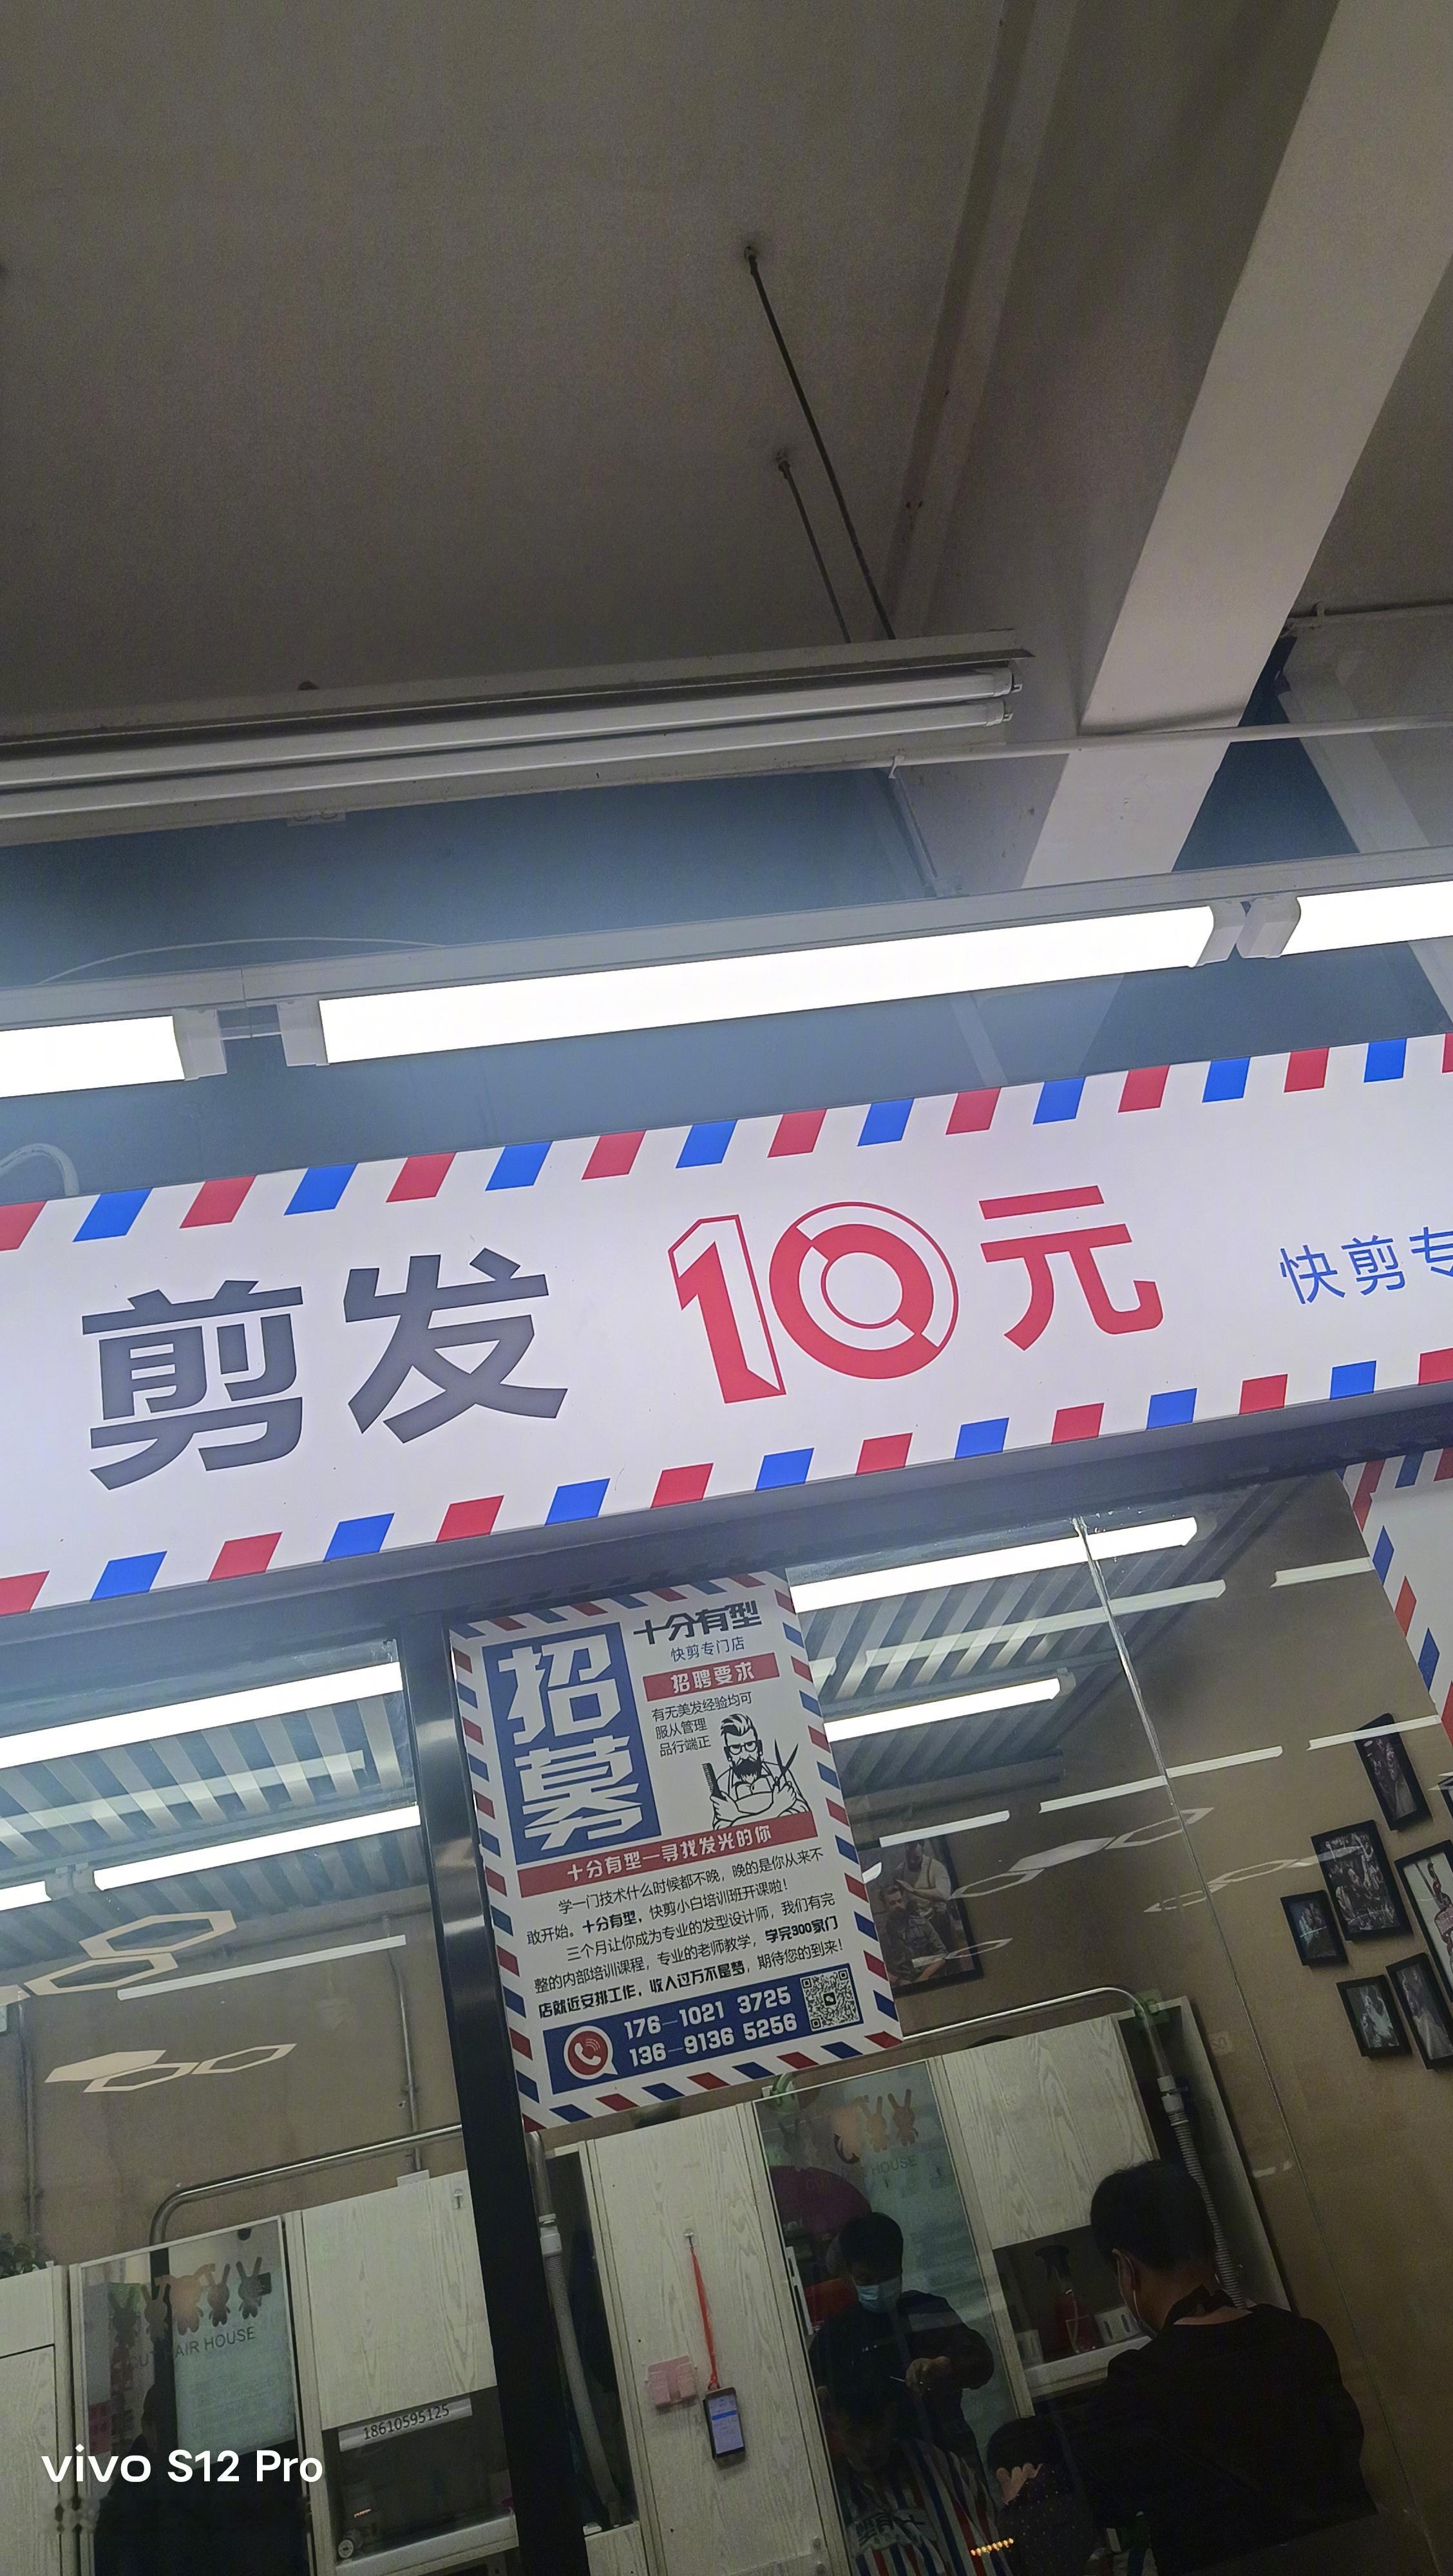 剪发 10元 快剪专
招募
十分有型
快剪专门店
招聘要求
有无美发经验均可
服从管理
品行端正
十分有型—寻找发光的你
学一门技术什么时候都不晚，晚的是你从来不
敢开始。十分有型，快剪小白培训班开课啦！
三个月让你成为专业的发型设计师，我们有完
整的内部培训课程，专业的老师教学，学完300家门
店就近安排工作，收入过万不是梦，期待您的到来！
176—1021 3725
136—9136 5256
HOUSE
HAIR HOUSE
18610595125
vivo S12 Pro